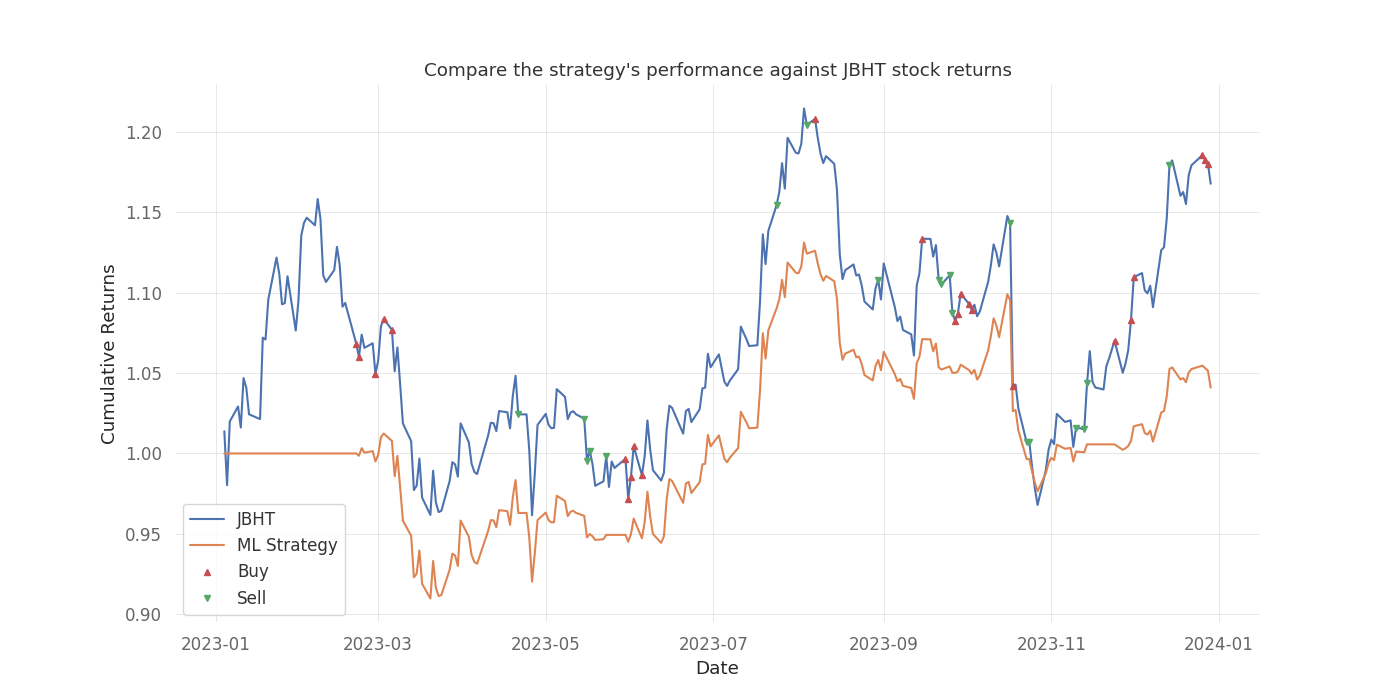 Compare the strategy's performance against JBHT stock returns
Cumulative Returns
1.20
1.15
1.10
1.05
1.00
0.95
0.90
JBHT
ML Strategy
Buy
Sell
2023-01 2023-03 2023-05 2023-07 2023-09 2023-11 2024-01
Date